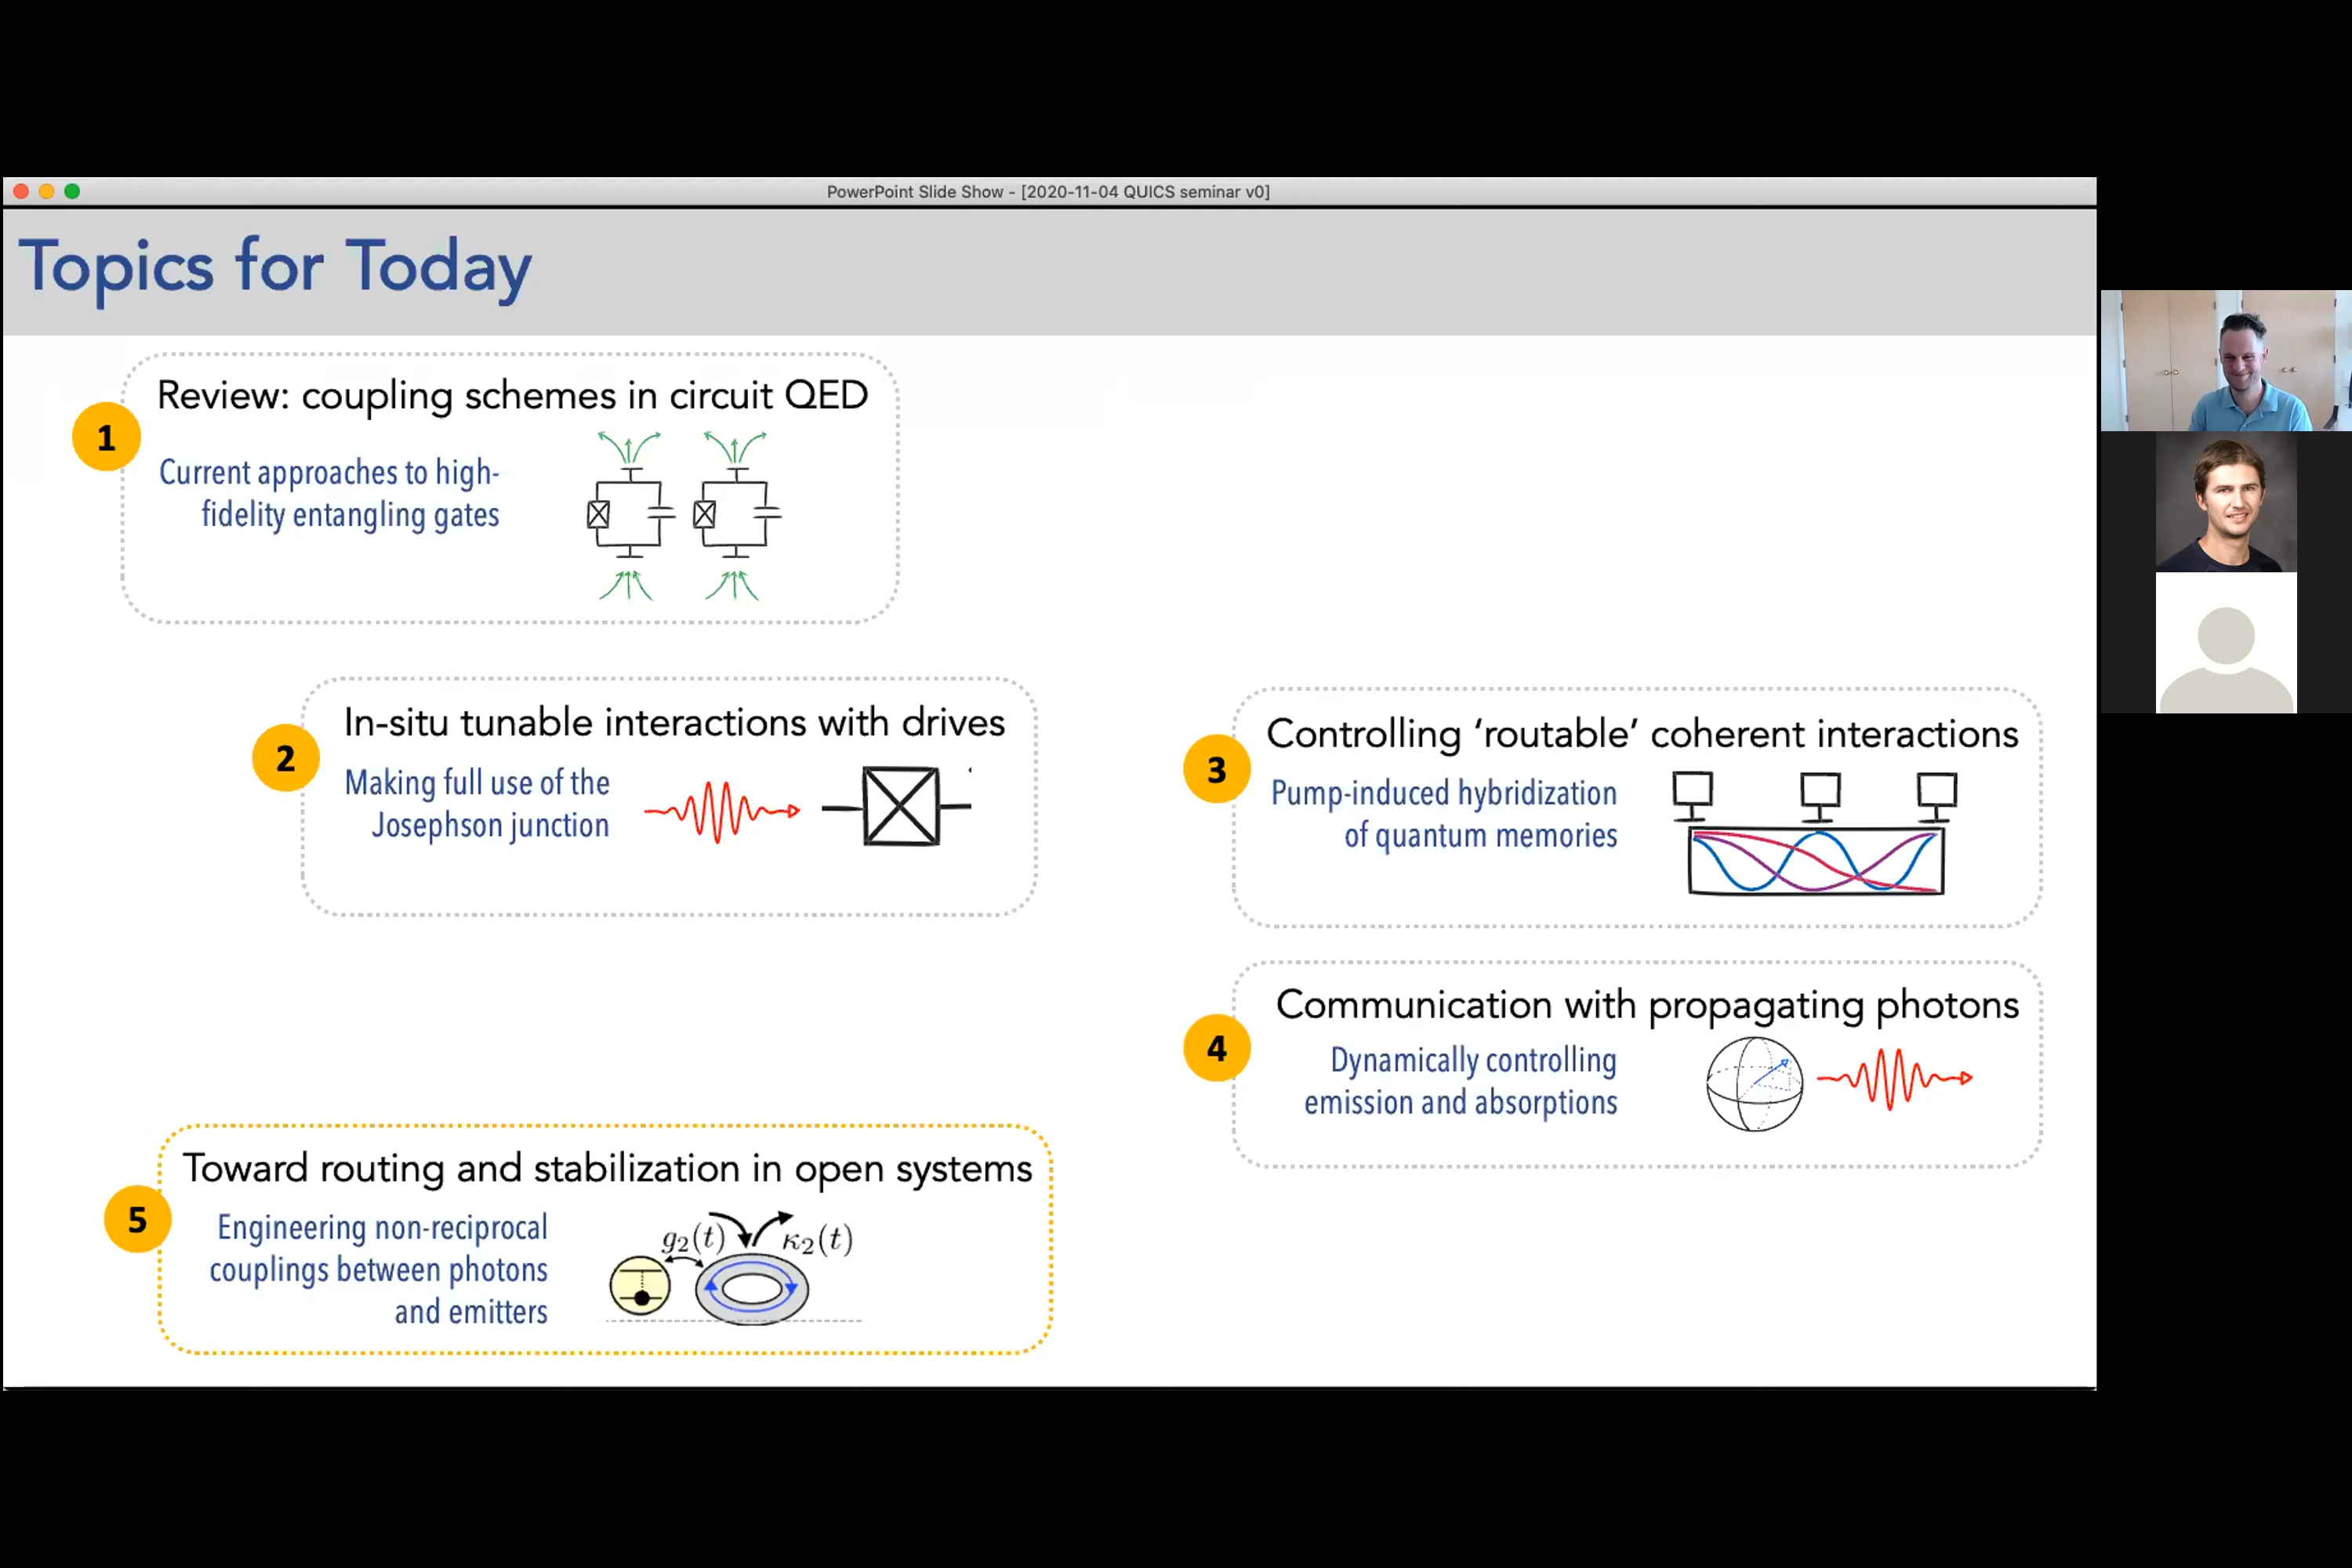 PowerPoint Slide Show - [2020-11-04 QUICS seminar v0]
Topics for Today
1
Review: coupling schemes in circuit QED
Current approaches to high-
fidelity entangling gates
2
In-situ tunable interactions with drives
Making full use of the
Josephson junction
3
Controlling ‘routable’ coherent interactions
Pump-induced hybridization
of quantum memories
4
Communication with propagating photons
Dynamically controlling
emission and absorptions
5
Toward routing and stabilization in open systems
Engineering non-reciprocal
couplings between photons
and emitters
g₂(t)
κ₂(t)